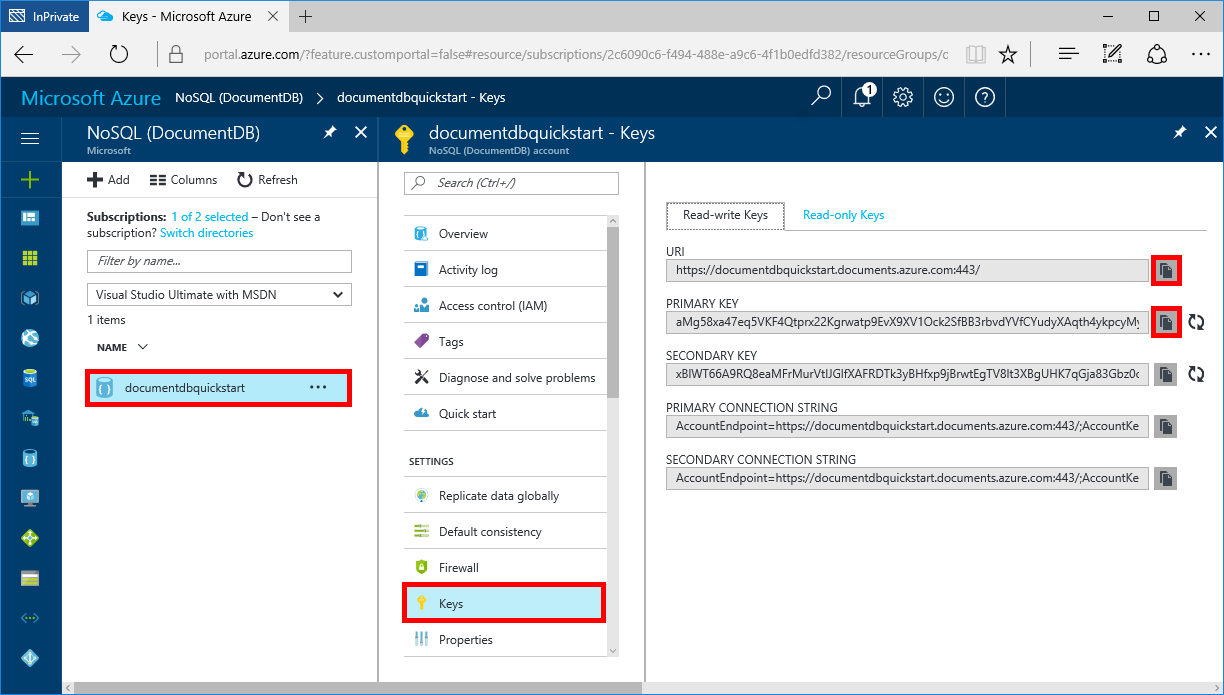 InPrivate
Keys - Microsoft Azure
portal.azure.com/?feature.customportal=false#resource/subscriptions/2c6090c6-f494-488e-a9c6-4f1b0edfd382/resourceGroups/c
Microsoft Azure
NoSQL (DocumentDB) > documentdbquickstart - Keys
1
NoSQL (DocumentDB)
Microsoft
Add
Columns
Refresh
Subscriptions: 1 of 2 selected – Don't see a
subscription? Switch directories
Filter by name...
Visual Studio Ultimate with MSDN
1 items
NAME
documentdbquickstart
...
SQL
documentdbquickstart - Keys
NoSQL (DocumentDB) account
Search (Ctrl+/)
Overview
Activity log
Access control (IAM)
Tags
Diagnose and solve problems
Quick start
SETTINGS
Replicate data globally
Default consistency
Firewall
Keys
Properties
Read-write Keys
Read-only Keys
URI
https://documentdbquickstart.documents.azure.com:443/
PRIMARY KEY
aMg58xa47eq5VKF4Qtprx22Kgrwatp9EvX9XV1Ock2SfBB3rbvdYVfCYudyXAqth4ykpcyMy
SECONDARY KEY
PRIMARY CONNECTION STRING
AccountEndpoint=https://documentdbquickstart.documents.azure.com:443/;AccountKe
SECONDARY CONNECTION STRING
AccountEndpoint=https://documentdbquickstart.documents.azure.com:443/;AccountKe